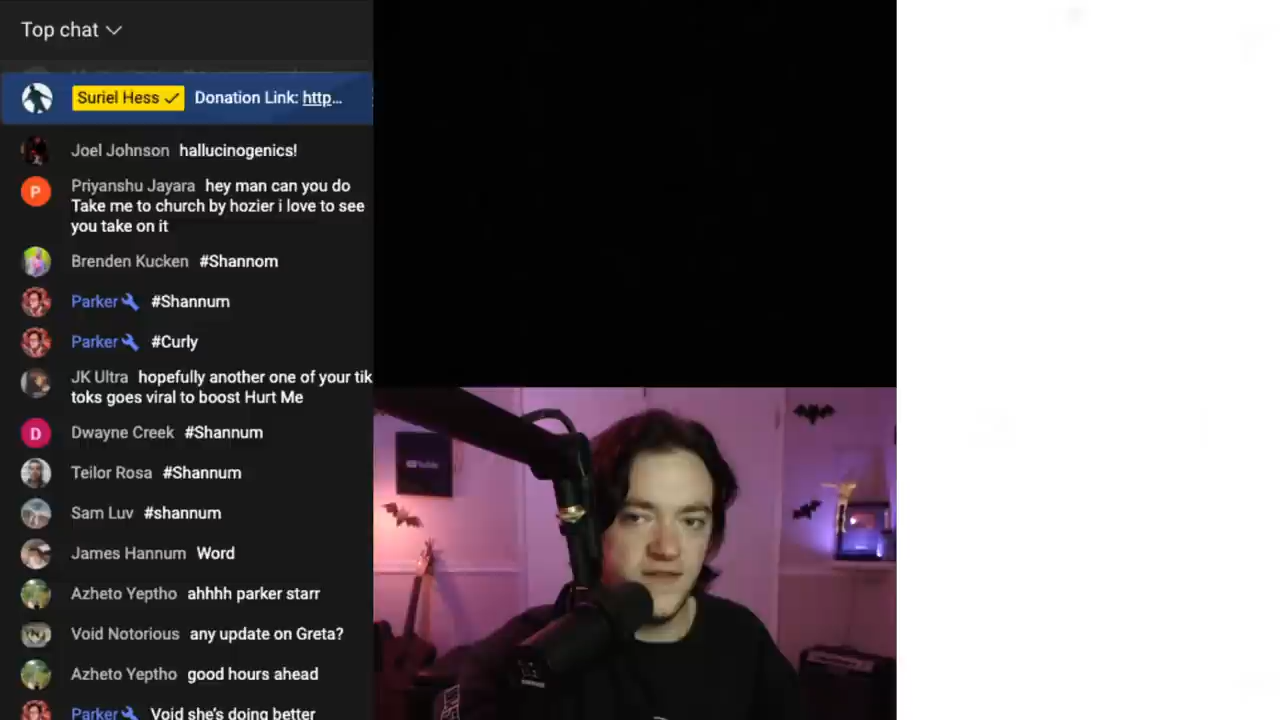 Top chat
Suriel Hess Donation Link: http...
Joel Johnson hallucinogenics!
P Priyanshu Jayara hey man can you do
Take me to church by hozier i love to see
you take on it
Brenden Kucken #Shannom
Parker #Shannum
Parker #Curly
JK Ultra hopefully another one of your tik
toks goes viral to boost Hurt Me
D Dwayne Creek #Shannum
Teilor Rosa #Shannum
Sam Luv #shannum
James Hannum Word
Azheto Yeptho ahhhh parker starr
Void Notorious any update on Greta?
Azheto Yeptho good hours ahead
Parker Void she's doing better
YouTube